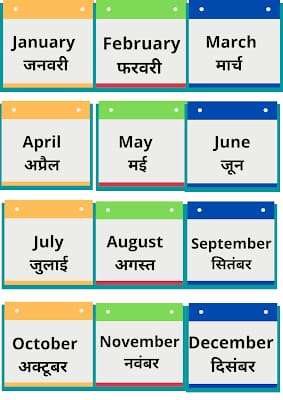 January
जनवरी
February
फरवरी
March
मार्च
April
अप्रैल
May
मई
June
जून
July
जुलाई
August
अगस्त
September
सितंबर
October
अक्टूबर
November
नवंबर
December
दिसंबर